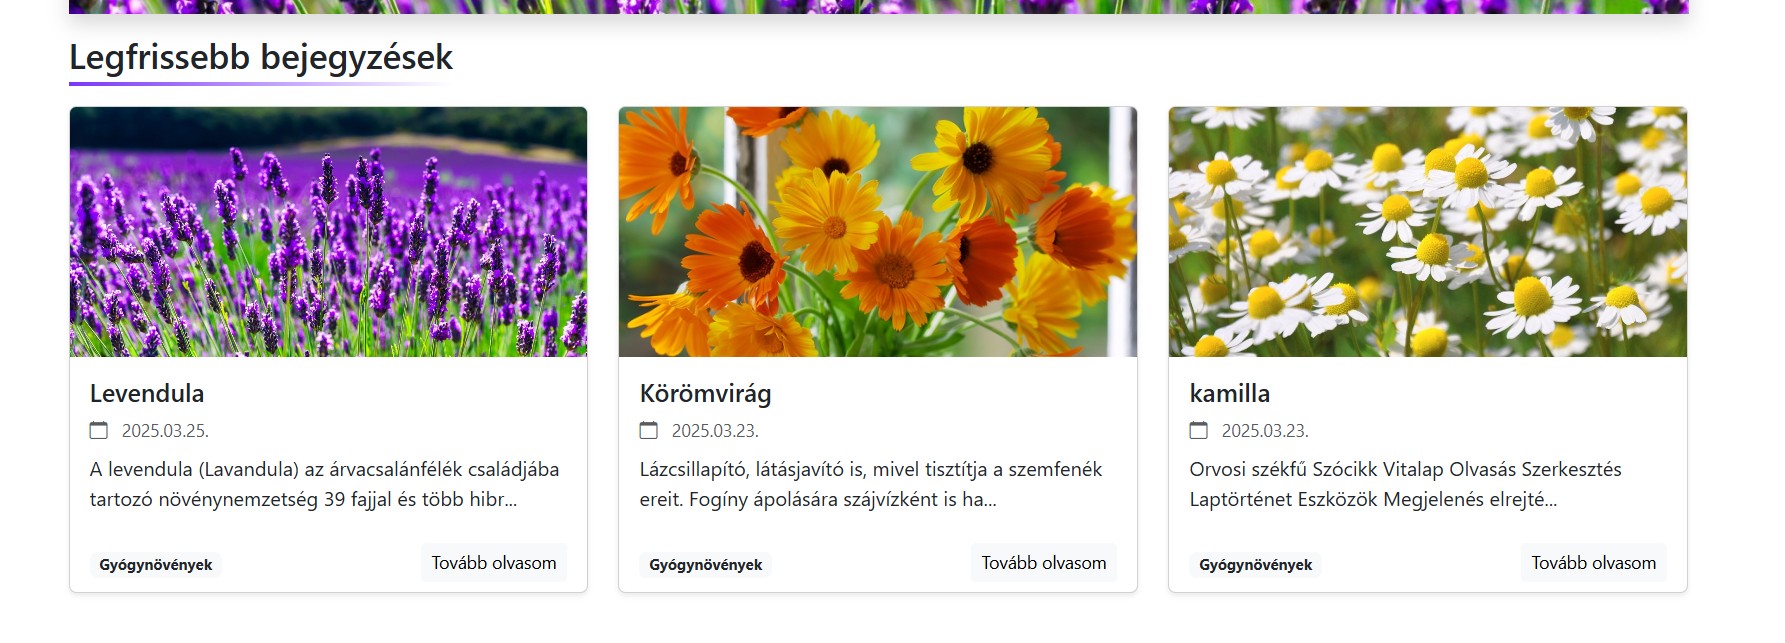 Legfrissebb bejegyzések
Levendula
2025.03.25.
A levendula (Lavandula) az árvacsalánfélék családjába
tartozó növénynemzetség 39 fajjal és több hibr...
Gyógynövények
Tovább olvasom
Körömvirág
2025.03.23.
Lázcsillapító, látásjavító is, mivel tisztítja a szemfenék
ereit. Fogíny ápolására szájvízként is ha...
Gyógynövények
Tovább olvasom
kamilla
2025.03.23.
Orvosi székfű Szócikk Vitalap Olvasás Szerkesztés
Laptörténet Eszközök Megjelenés elrejté...
Gyógynövények
Tovább olvasom